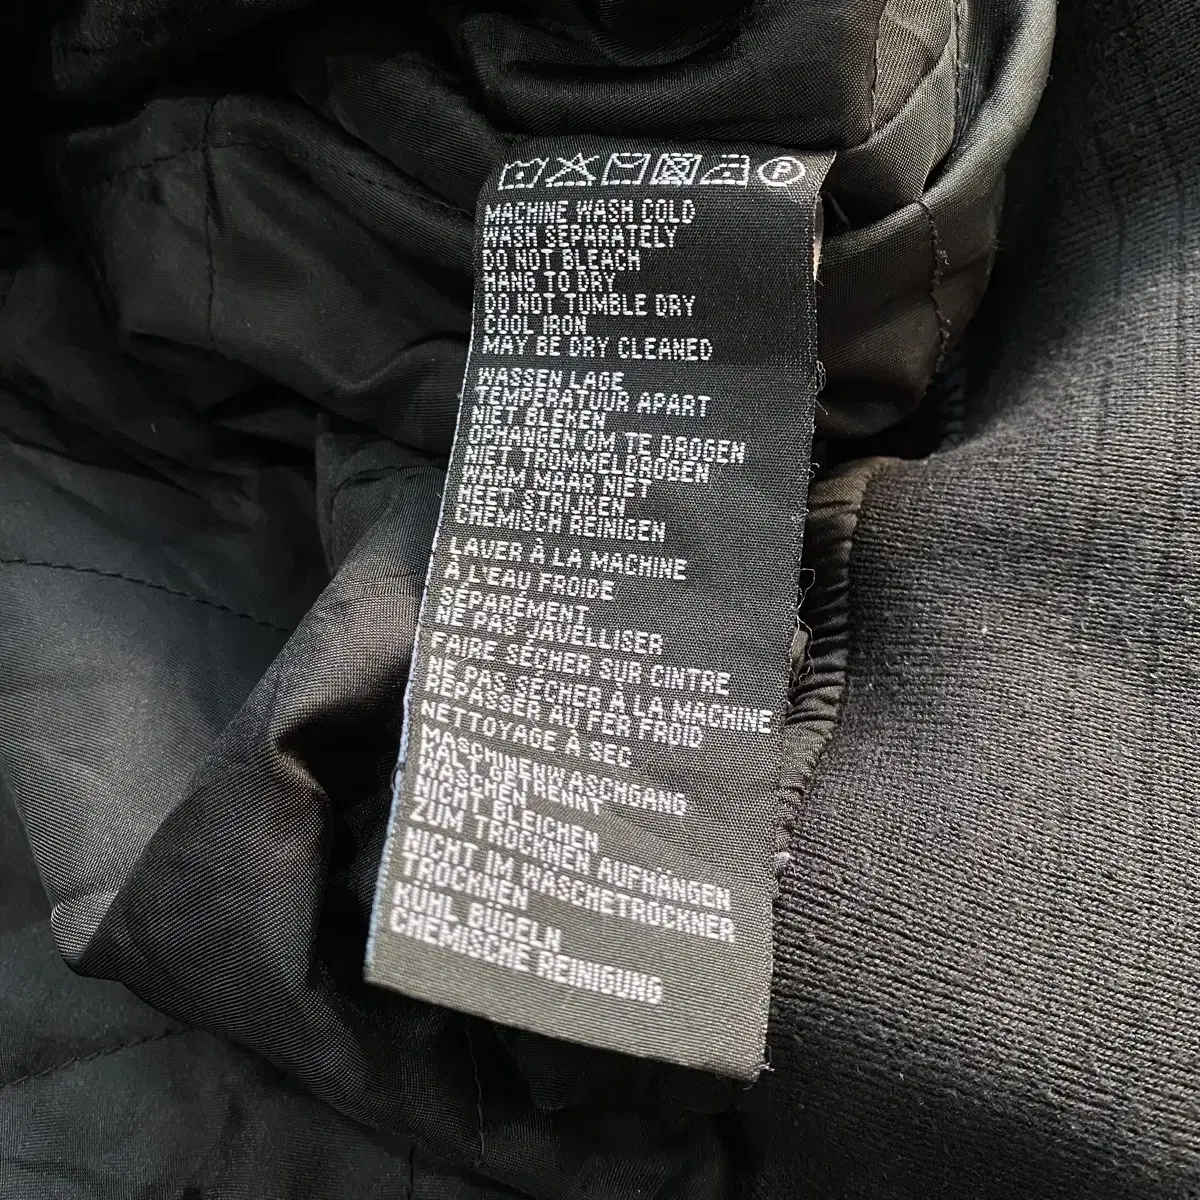 P
MACHINE WASH COLD
WASH SEPARATELY
DO NOT BLEACH
HANG TO DRY
DO NOT TUMBLE DRY
COOL IRON
MAY BE DRY CLEANED
WASSEN LAGE
TEMPERATUUR APART
NIET BLEKEN
OPHANGEN OM TE DROGEN
NIET TROMMELDROGEN
WARM MAAR NIET
HEET STRIJKEN
CHEMISCH REINIGEN
LAVER À LA MACHINE
À L'EAU FROIDE
SÉPARÉMENT
NE PAS JAVELLISER
FAIRE SÉCHER SUR CINTRE
NE PAS SÉCHER À LA MACHINE
REPASSER AU FER FROID
NETTOYAGE À SEC
MASCHINENWASCHGANG
KALT GETRENNT
WASCHEN
NICHT BLEICHEN
ZUM TROCKNEN AUFHÄNGEN
NICHT IM WÄSCHETROCKNER
TROCKNEN
KÜHL BÜGELN
CHEMISCHE REINIGUNG